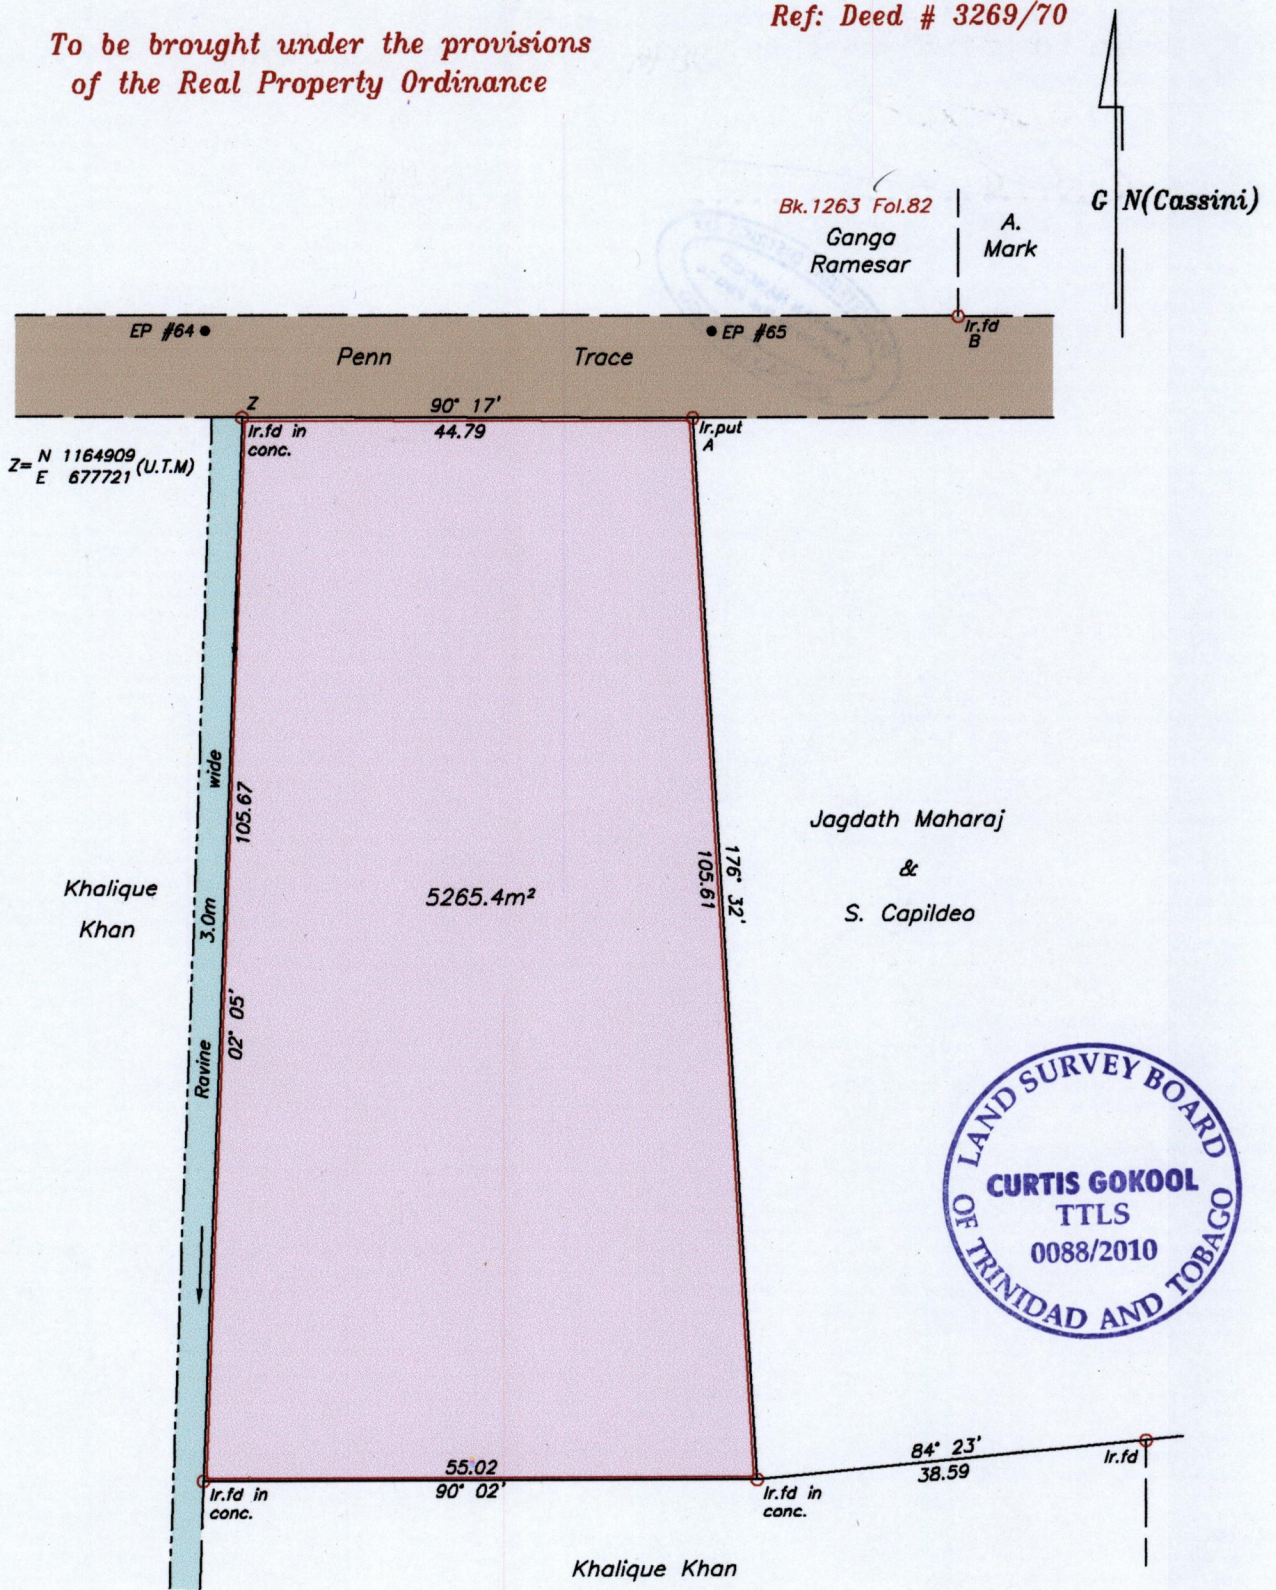 Ref: Deed # 3269/70
To be brought under the provisions
of the Real Property Ordinance
G N(Cassini)
Bk.1263 Fol.82
Ganga
Ramesar
A.
Mark
EP #64
EP #65
Ir.fd
B
Penn Trace
Z
90° 17'
44.79
Ir.fd in
conc.
Ir.put
A
Z= N 1164909
E 677721 (U.T.M)
wide
105.67
3.0m
02° 05'
Ravine
Khalique
Khan
5265.4m²
176° 32'
105.61
Jagdath Maharaj
&
S. Capildeo
LAND SURVEY BOARD
OF TRINIDAD AND TOBAGO
CURTIS GOKOOL
TTLS
0088/2010
55.02
90° 02'
Ir.fd in
conc.
Ir.fd in
conc.
84° 23'
38.59
Ir.fd
Khalique Khan